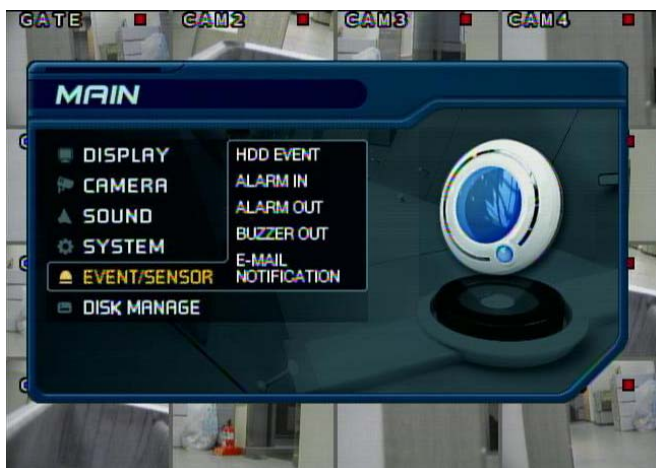 GATE
CAM2
CAM3
CAM4
MAIN
DISPLAY
CAMERA
SOUND
SYSTEM
EVENT/SENSOR
DISK MANAGE
HDD EVENT
ALARM IN
ALARM OUT
BUZZER OUT
E-MAIL
NOTIFICATION